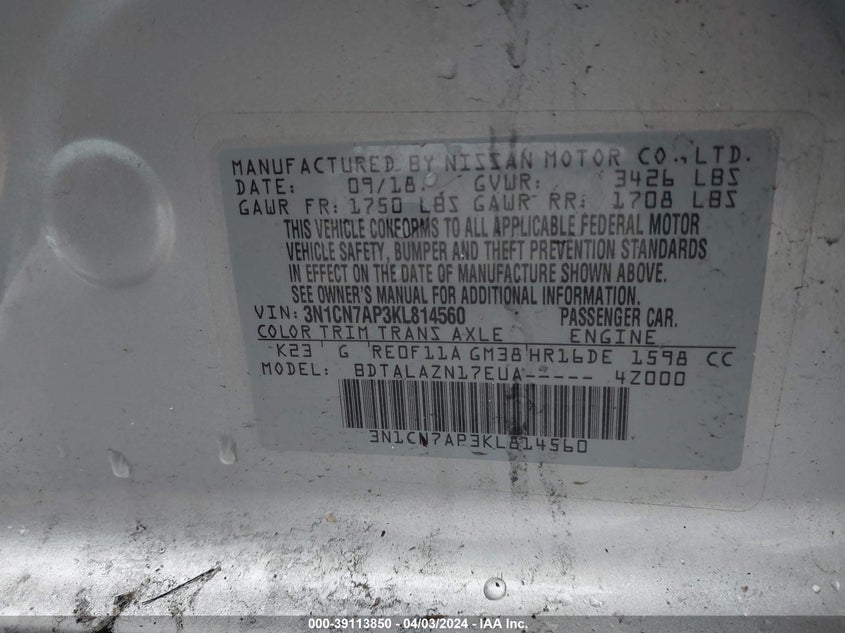 MANUFACTURED BY NISSAN MOTOR CO., LTD.
DATE: 09/18 GVWR: 3426 LBS
GAWR FR: 1750 LBS GAWR RR: 1708 LBS
THIS VEHICLE CONFORMS TO ALL APPLICABLE FEDERAL MOTOR
VEHICLE SAFETY, BUMPER AND THEFT PREVENTION STANDARDS
IN EFFECT ON THE DATE OF MANUFACTURE SHOWN ABOVE.
SEE OWNER'S MANUAL FOR ADDITIONAL INFORMATION.
VIN: 3N1CN7AP3KL814560 PASSENGER CAR.
COLOR TRIM TRANS AXLE ENGINE
K23 G RE0F11A GM38 HR16DE 1598 CC
MODEL: BDTALAZN17EUA----- 4Z000
3N1CN7AP3KL814560
000-39113850 - 04/03/2024 - IAA Inc.